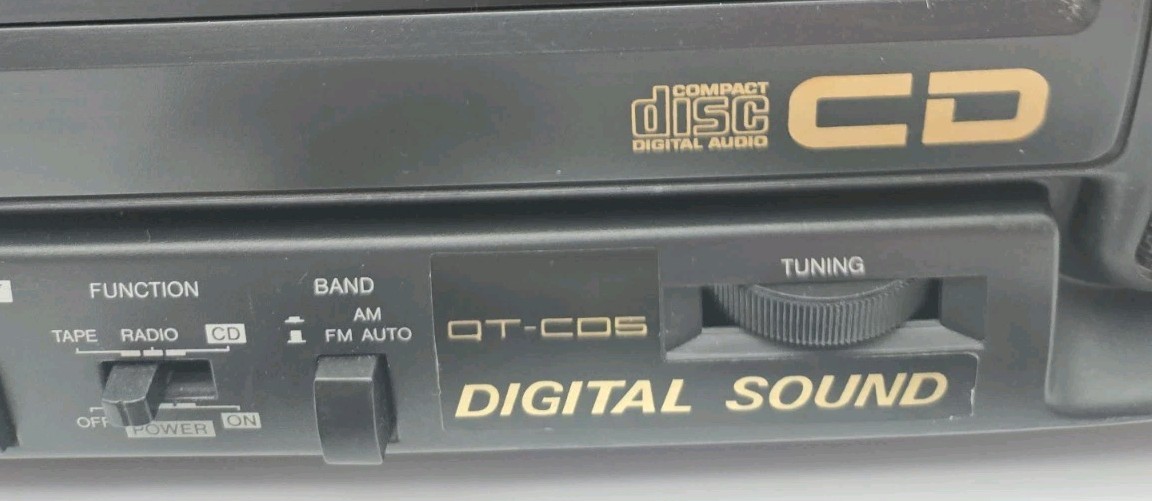 COMPACT
disc
DIGITAL AUDIO
CD
FUNCTION
TAPE RADIO CD
OFF POWER ON
BAND
AM
FM AUTO
QT-CD5
TUNING
DIGITAL SOUND